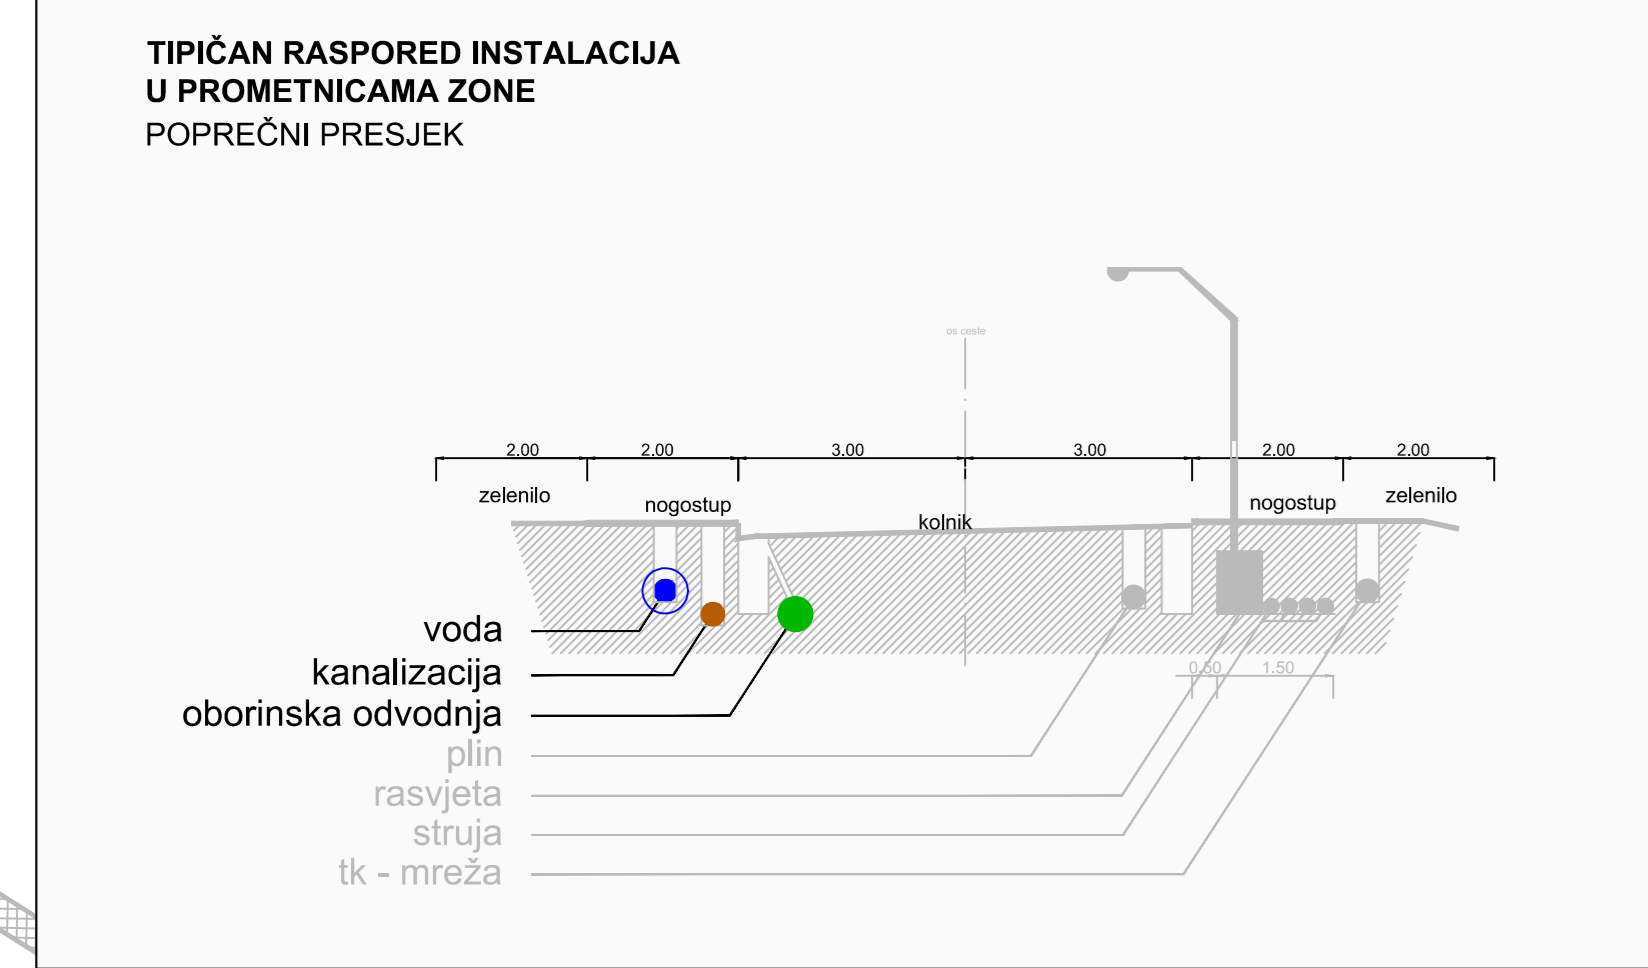 TIPIČAN RASPORED INSTALACIJA
U PROMETNICAMA ZONE
POPREČNI PRESJEK
os ceste
2.00 2.00 3.00 3.00 2.00 2.00
zelenilo nogostup kolnik nogostup zelenilo
voda
kanalizacija
0.50 1.50
oborinska odvodnja
plin
rasvjeta
struja
tk - mreža